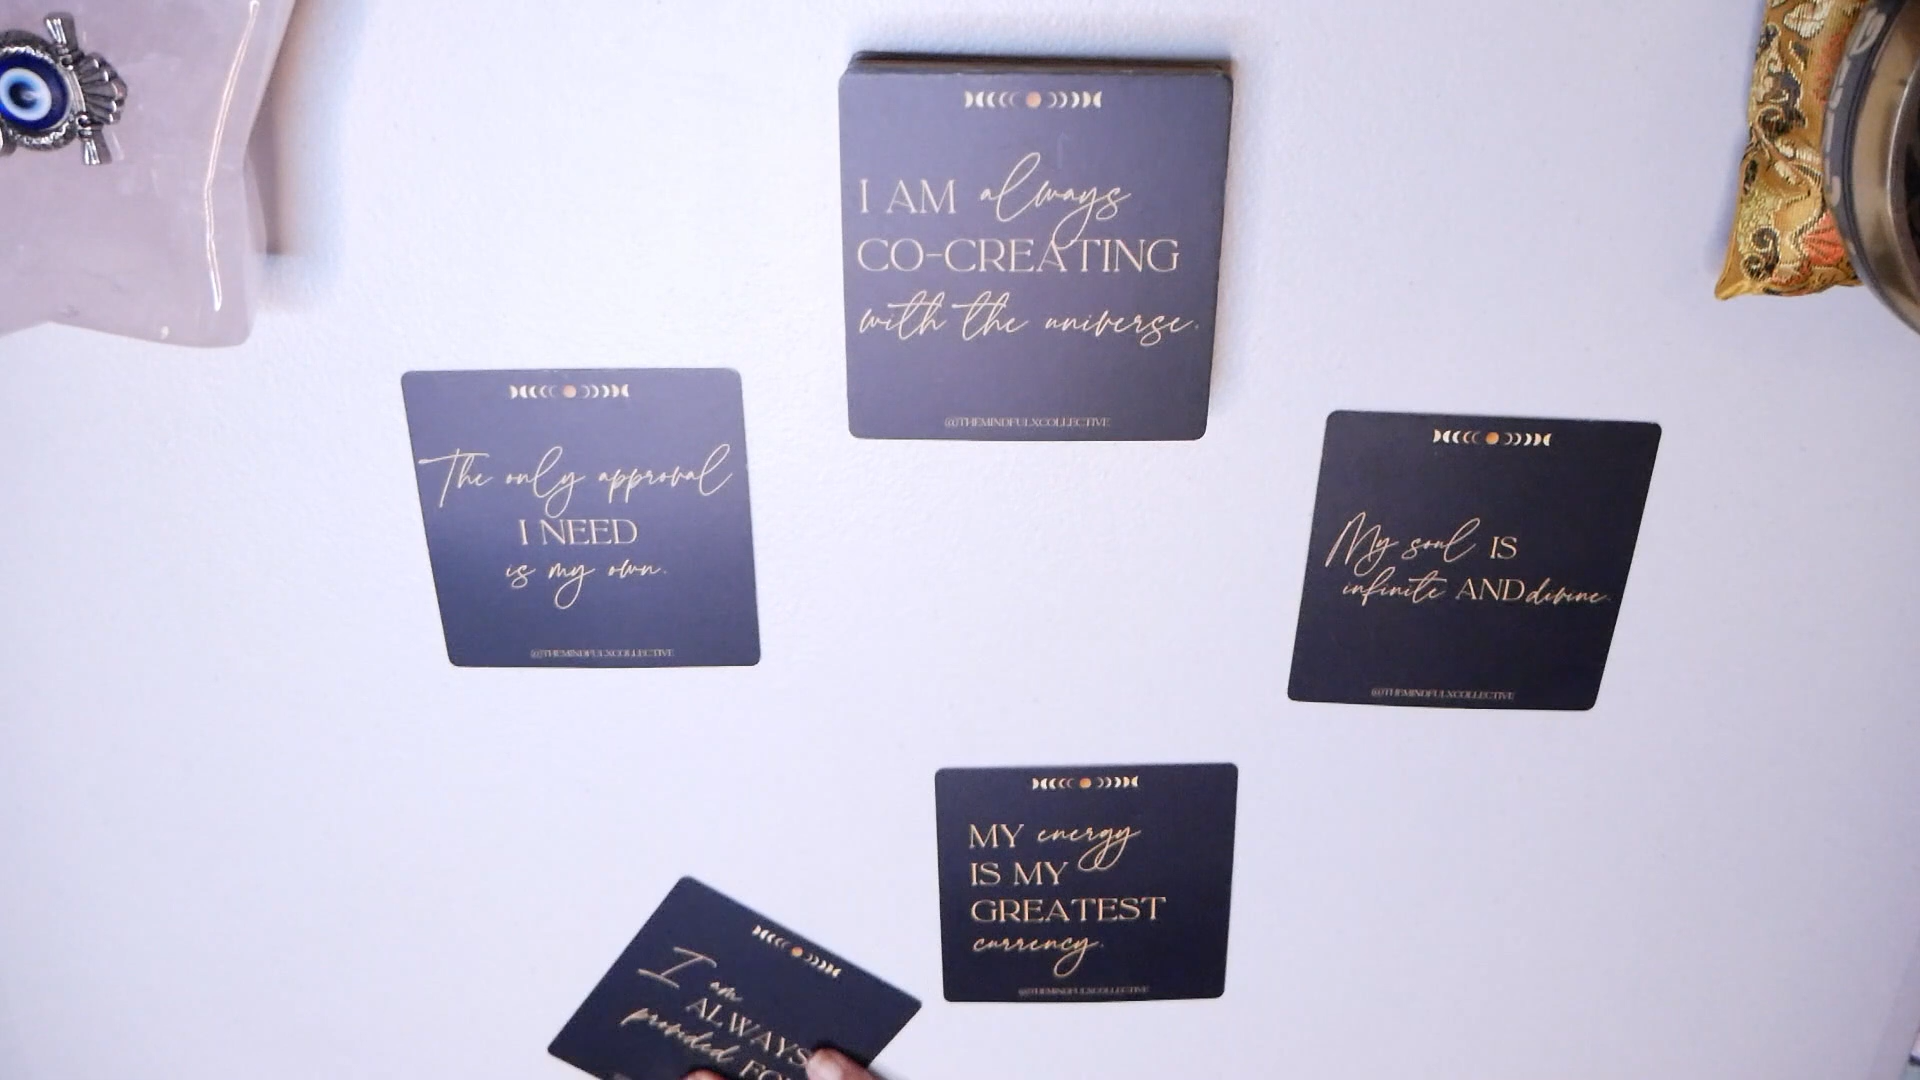 I AM always
CO-CREATING
with the universe.
@THEMINDFULXCOLLECTIVE
The only approval
I NEED
is my own.
@THEMINDFULXCOLLECTIVE
My soul IS
infinite AND divine.
@THEMINDFULXCOLLECTIVE
MY energy
IS MY
GREATEST
currency.
@THEMINDFULXCOLLECTIVE
I am
ALWAYS
provided